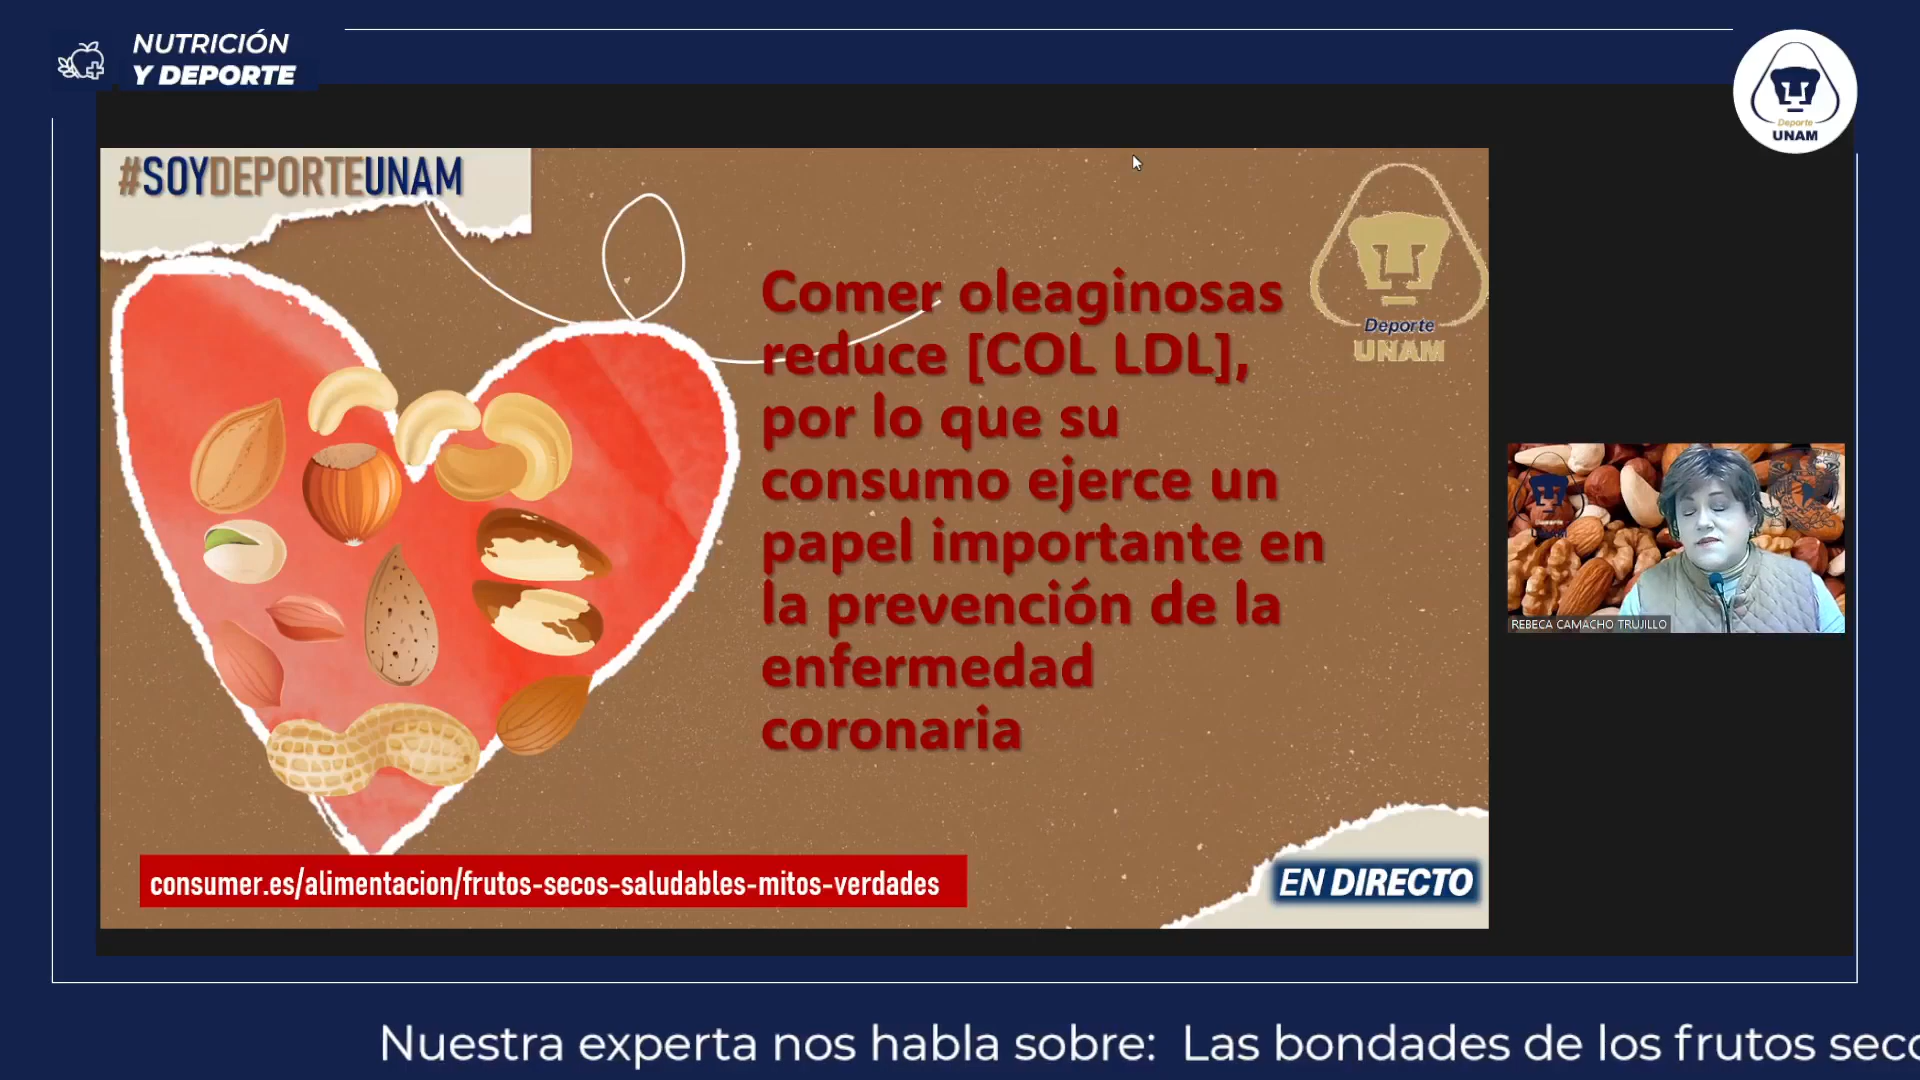 NUTRICIÓN
Y DEPORTE
Deporte
UNAM
#SOYDEPORTEUNAM
Deporte
UNAM
Comer oleaginosas
reduce [COL LDL],
por lo que su
consumo ejerce un
papel importante en
la prevención de la
enfermedad
coronaria
REBECA CAMACHO TRUJILLO
consumer.es/alimentacion/frutos-secos-saludables-mitos-verdades
EN DIRECTO
Nuestra experta nos habla sobre: Las bondades de los frutos